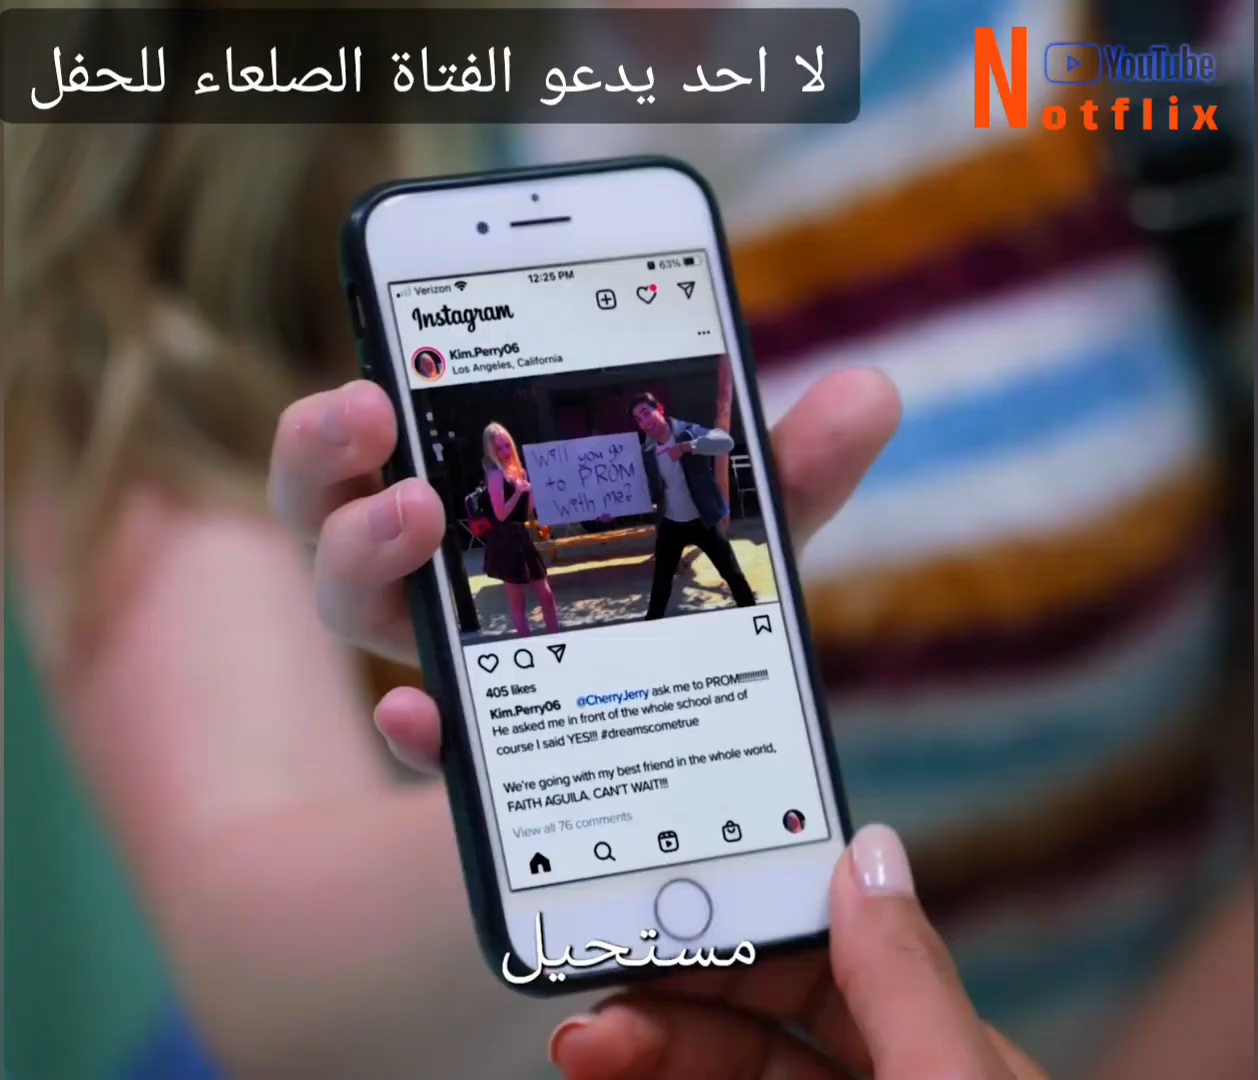 لا احد يدعو الفتاة الصلعاء للحفل
N YouTube
Notflix
Verizon 12:25 PM 63%
Instagram
Kim.Perry06
Los Angeles, California
Will you go
to PROM
with me?
405 likes
Kim.Perry06 @CherryJerry ask me to PROM!!!!!!!!!!!
He asked me in front of the whole school and of
course I said YES!!! #dreamscometrue
We're going with my best friend in the whole world,
FAITH AGUILA, CAN'T WAIT!!!
View all 76 comments
مستحيل